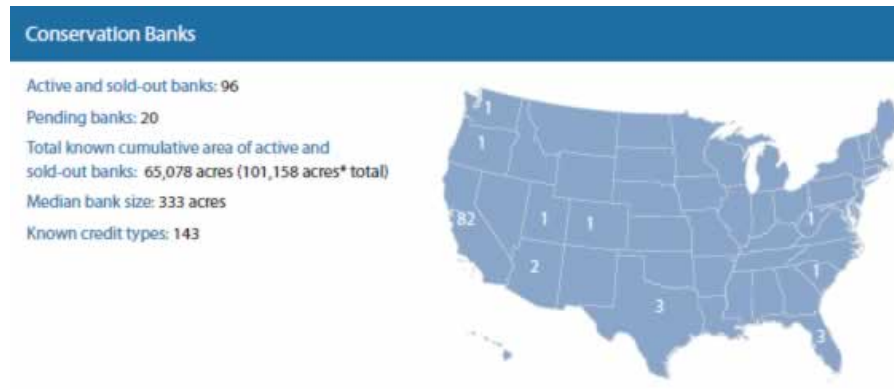 Conservation Banks
Active and sold-out banks: 96
Pending banks: 20
Total known cumulative area of active and
sold-out banks: 65,078 acres (101,158 acres* total)
Median bank size: 333 acres
Known credit types: 143
1
1
82
1
1
1
2
1
3
3